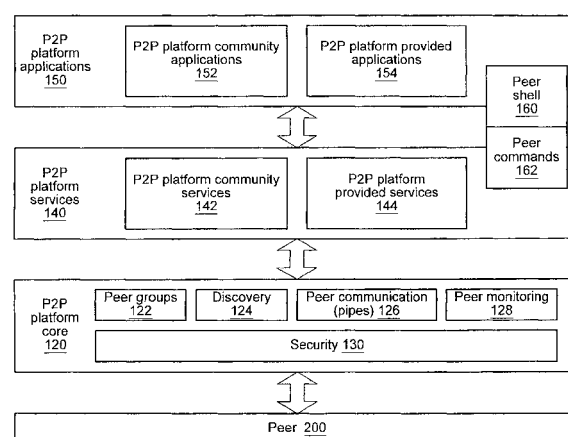 P2P
platform
applications
150
P2P platform community
applications
152
P2P platform provided
applications
154
Peer
shell
160
Peer
commands
162
P2P
platform
services
140
P2P platform community
services
142
P2P platform
provided services
144
P2P
platform
core
120
Peer groups
122
Discovery
124
Peer communication
(pipes) 126
Peer monitoring
128
Security 130
Peer 200